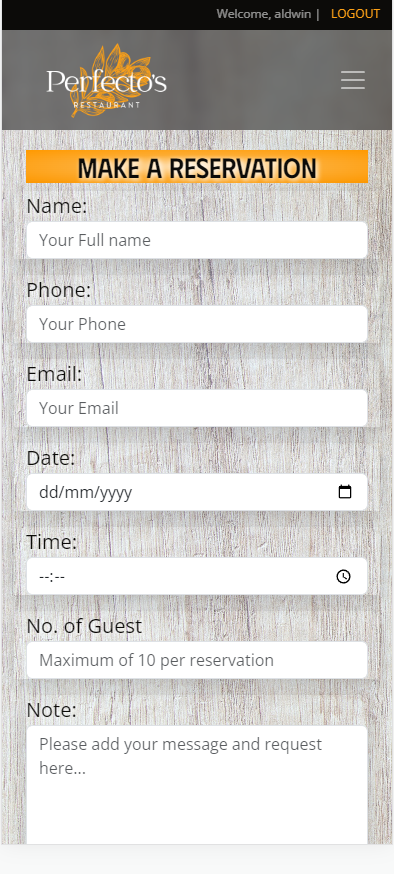 Welcome, aldwin | LOGOUT
Perfecto's
RESTAURANT
MAKE A RESERVATION
Name:
Your Full name
Phone:
Your Phone
Email:
Your Email
Date:
dd/mm/yyyy
Time:
--:--
No. of Guest
Maximum of 10 per reservation
Note:
Please add your message and request
here...